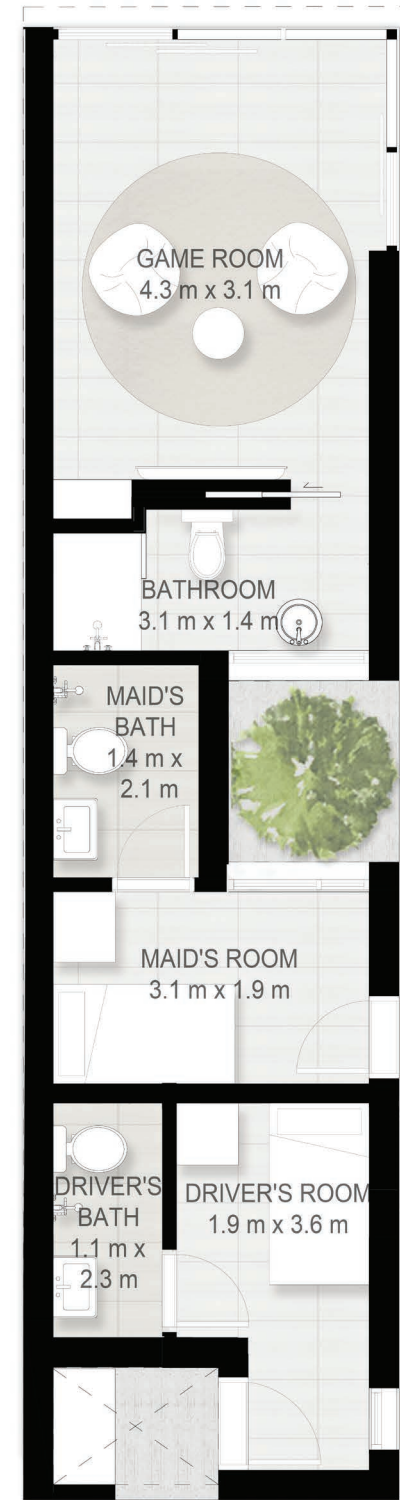 GAME ROOM
4.3 m x 3.1 m
BATHROOM
3.1 m x 1.4 m
MAID'S
BATH
1.4 m x
2.1 m
MAID'S ROOM
3.1 m x 1.9 m
DRIVER'S
BATH
1.1 m x
2.3 m
DRIVER'S ROOM
1.9 m x 3.6 m